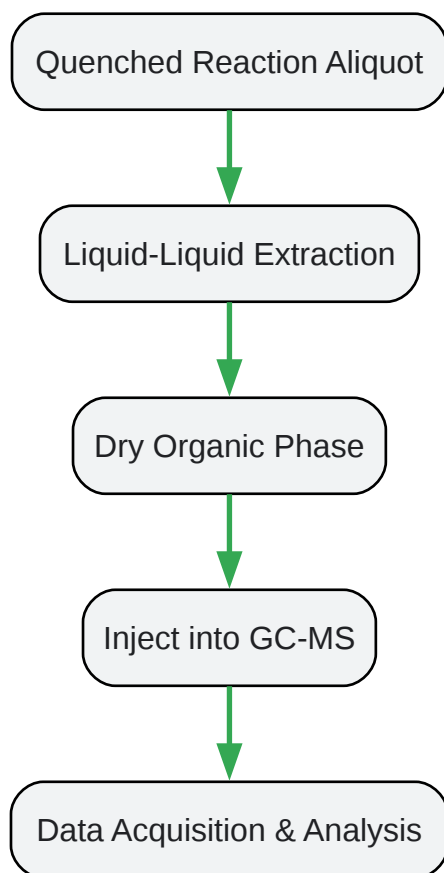 Quenched Reaction Aliquot
Liquid-Liquid Extraction
Dry Organic Phase
Inject into GC-MS
Data Acquisition & Analysis